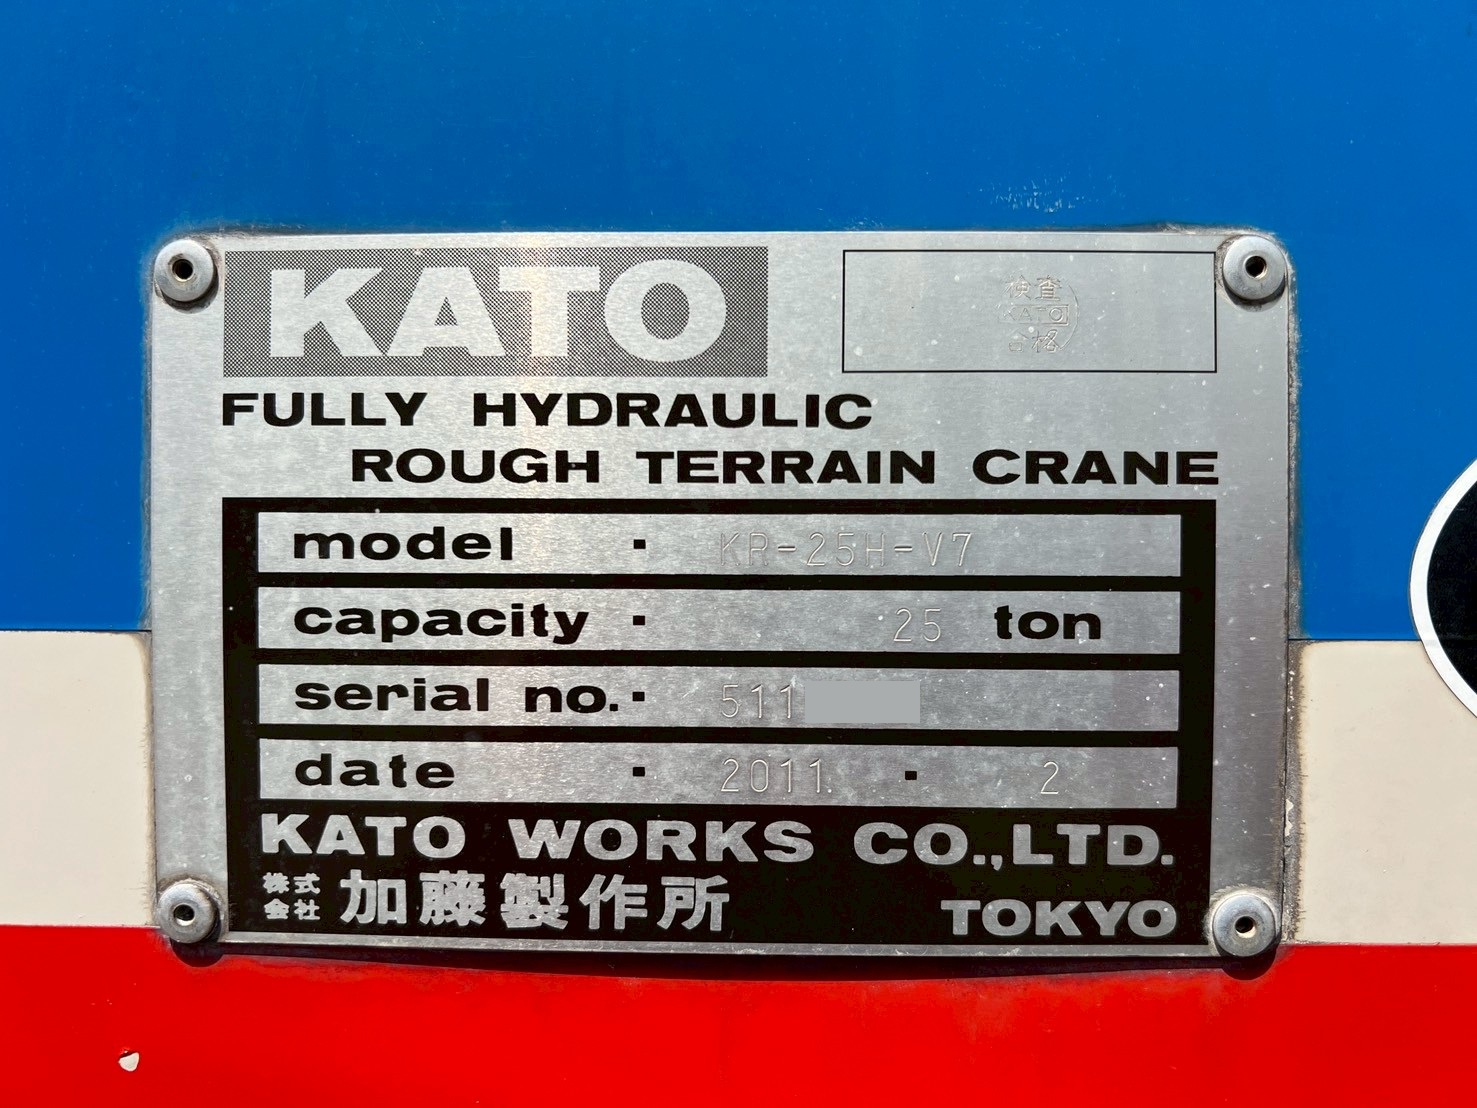 KATO
検査
KATO
合格
FULLY HYDRAULIC
ROUGH TERRAIN CRANE
model · KR-25H-V7
capacity · 25 ton
serial no. · 511
date · 2011. · 2
KATO WORKS CO.,LTD.
株式会社 加藤製作所 TOKYO